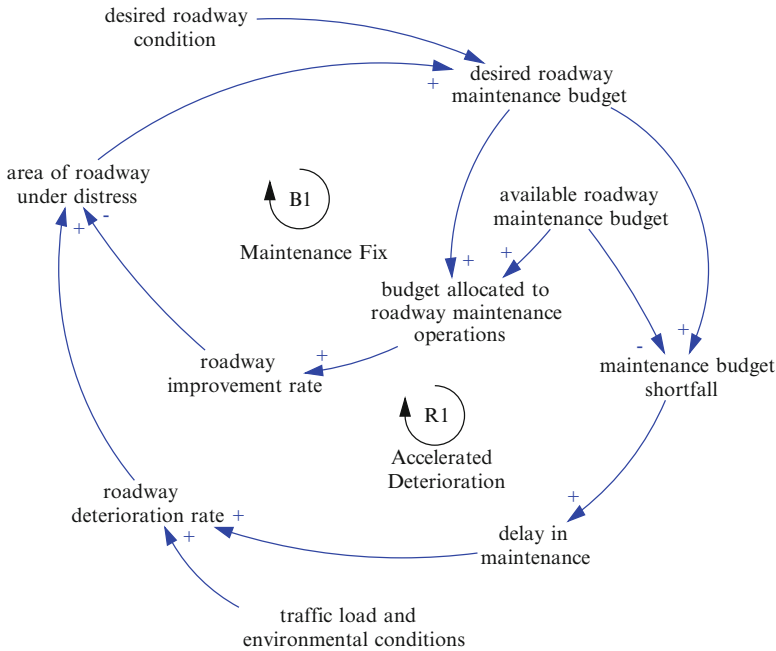 desired roadway
condition
desired roadway
maintenance budget
+
area of roadway
under distress
+
-
B1
Maintenance Fix
available roadway
maintenance budget
+
+
budget allocated to
roadway maintenance
operations
-
+
maintenance budget
shortfall
roadway
improvement rate
+
R1
Accelerated
Deterioration
roadway
deterioration rate
+
+
+
delay in
maintenance
traffic load and
environmental conditions